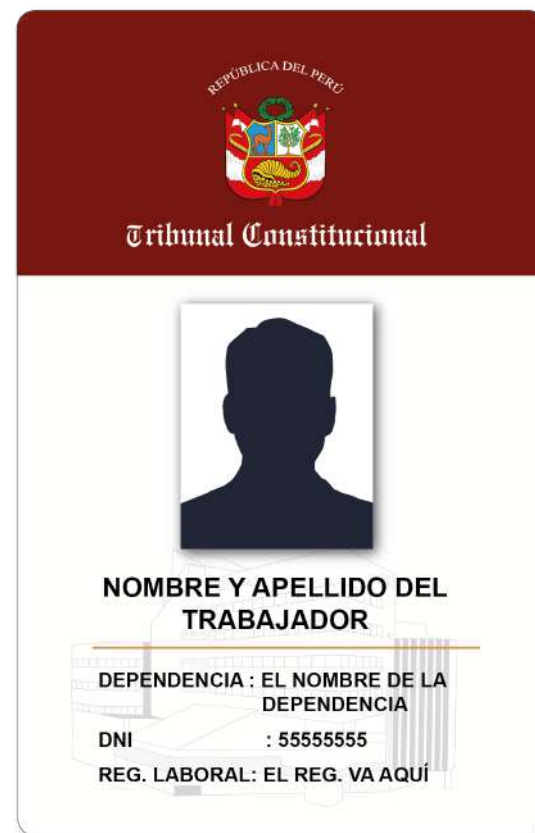 REPÚBLICA DEL PERÚ
Tribunal Constitucional
NOMBRE Y APELLIDO DEL
TRABAJADOR
DEPENDENCIA : EL NOMBRE DE LA
DEPENDENCIA
DNI : 55555555
REG. LABORAL: EL REG. VA AQUÍ